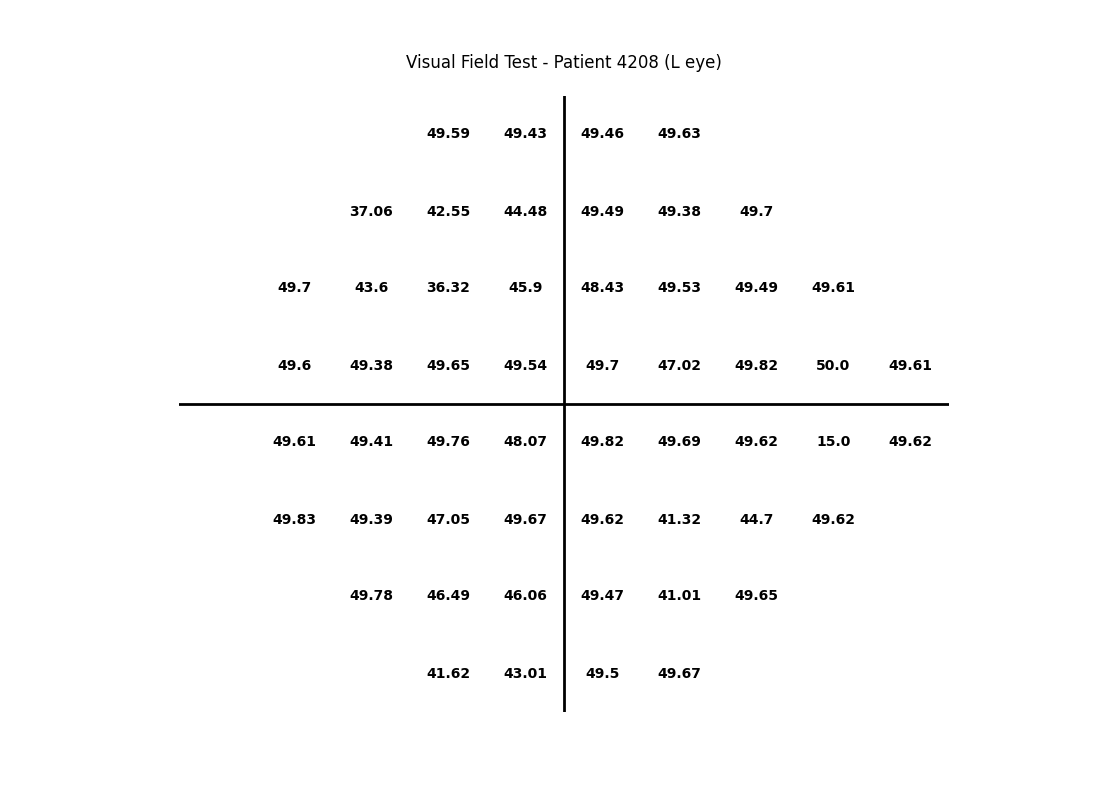 Visual Field Test - Patient 4208 (L eye)
49.59 49.43 49.46 49.63
37.06 42.55 44.48 49.49 49.38 49.7
49.7 43.6 36.32 45.9 48.43 49.53 49.49 49.61
49.6 49.38 49.65 49.54 49.7 47.02 49.82 50.0 49.61
49.61 49.41 49.76 48.07 49.82 49.69 49.62 15.0 49.62
49.83 49.39 47.05 49.67 49.62 41.32 44.7 49.62
49.78 46.49 46.06 49.47 41.01 49.65
41.62 43.01 49.5 49.67